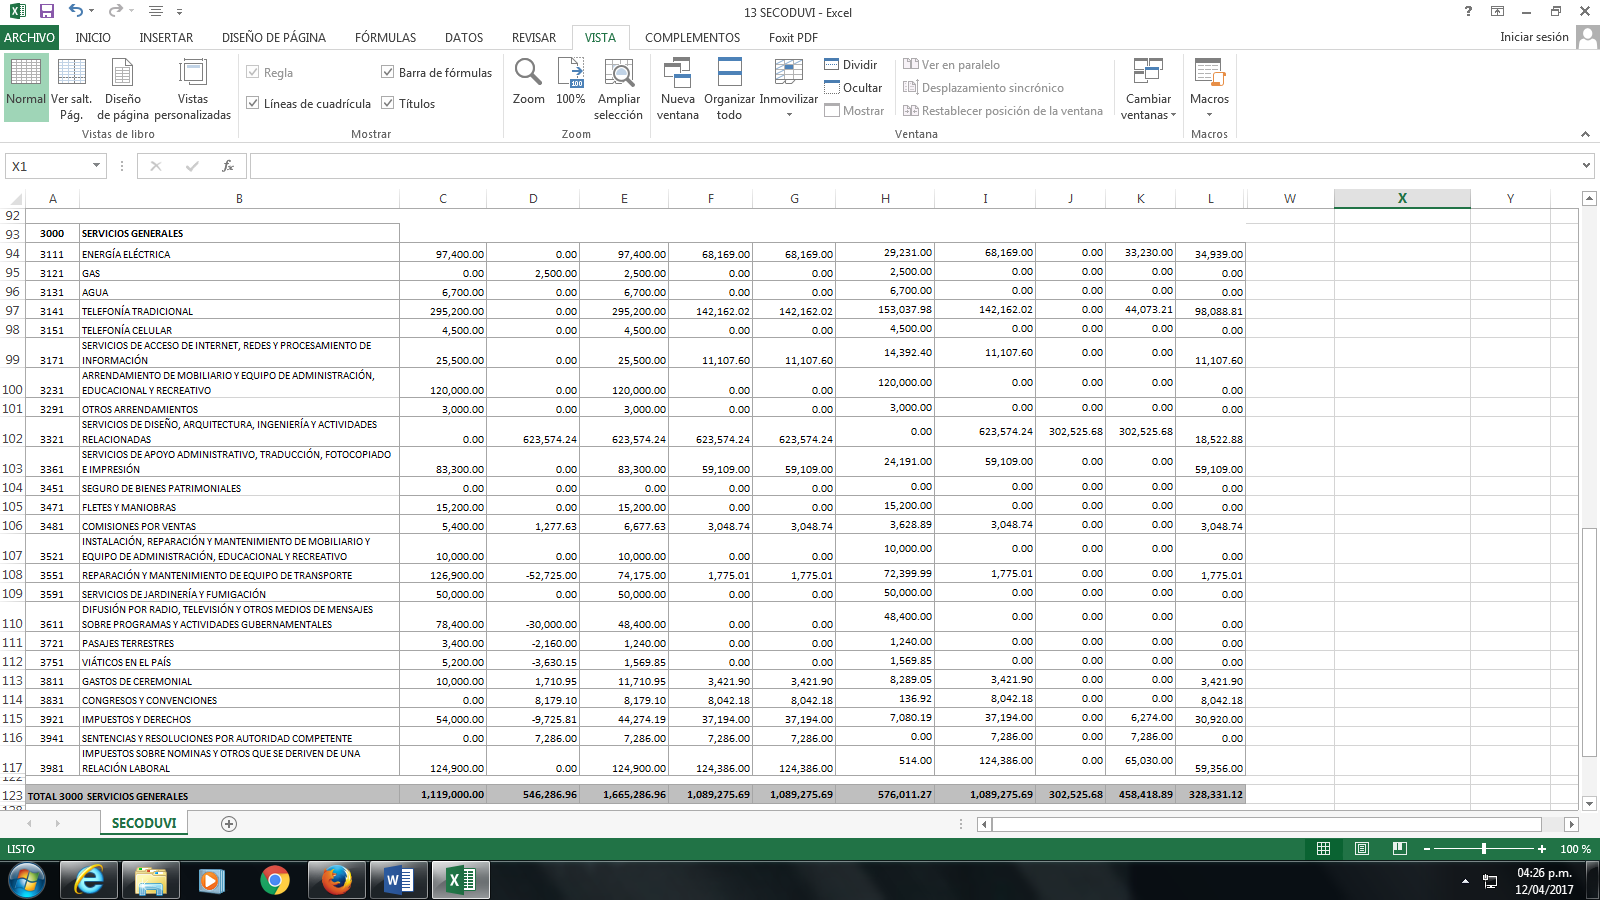 13 SECODUVI - Excel
ARCHIVO INICIO INSERTAR DISEÑO DE PÁGINA FÓRMULAS DATOS REVISAR VISTA COMPLEMENTOS Foxit PDF Iniciar sesión
Normal Ver salt. Pág. Diseño de página Vistas personalizadas
Vistas de libro
Regla Barra de fórmulas
Líneas de cuadrícula Títulos
Mostrar
Zoom 100% Ampliar selección
Zoom
Nueva ventana Organizar todo Inmovilizar
Dividir
Ocultar
Mostrar
Ver en paralelo
Desplazamiento sincrónico
Restablecer posición de la ventana
Cambiar ventanas
Ventana
Macros
Macros
X1 fx
A B C D E F G H I J K L W X Y
92
93 3000 SERVICIOS GENERALES
94 3111 ENERGÍA ELÉCTRICA 97,400.00 0.00 97,400.00 68,169.00 68,169.00 29,231.00 68,169.00 0.00 33,230.00 34,939.00
95 3121 GAS 0.00 2,500.00 2,500.00 0.00 0.00 2,500.00 0.00 0.00 0.00 0.00
96 3131 AGUA 6,700.00 0.00 6,700.00 0.00 0.00 6,700.00 0.00 0.00 0.00 0.00
97 3141 TELEFONÍA TRADICIONAL 295,200.00 0.00 295,200.00 142,162.02 142,162.02 153,037.98 142,162.02 0.00 44,073.21 98,088.81
98 3151 TELEFONÍA CELULAR 4,500.00 0.00 4,500.00 0.00 0.00 4,500.00 0.00 0.00 0.00 0.00
SERVICIOS DE ACCESO DE INTERNET, REDES Y PROCESAMIENTO DE
99 3171 INFORMACIÓN 25,500.00 0.00 25,500.00 11,107.60 11,107.60 14,392.40 11,107.60 0.00 0.00 11,107.60
ARRENDAMIENTO DE MOBILIARIO Y EQUIPO DE ADMINISTRACIÓN,
100 3231 EDUCACIONAL Y RECREATIVO 120,000.00 0.00 120,000.00 0.00 0.00 120,000.00 0.00 0.00 0.00 0.00
101 3291 OTROS ARRENDAMIENTOS 3,000.00 0.00 3,000.00 0.00 0.00 3,000.00 0.00 0.00 0.00 0.00
SERVICIOS DE DISEÑO, ARQUITECTURA, INGENIERÍA Y ACTIVIDADES
102 3321 RELACIONADAS 0.00 623,574.24 623,574.24 623,574.24 623,574.24 0.00 623,574.24 302,525.68 302,525.68 18,522.88
SERVICIOS DE APOYO ADMINISTRATIVO, TRADUCCIÓN, FOTOCOPIADO
103 3361 E IMPRESIÓN 83,300.00 0.00 83,300.00 59,109.00 59,109.00 24,191.00 59,109.00 0.00 0.00 59,109.00
104 3451 SEGURO DE BIENES PATRIMONIALES 0.00 0.00 0.00 0.00 0.00 0.00 0.00 0.00 0.00 0.00
105 3471 FLETES Y MANIOBRAS 15,200.00 0.00 15,200.00 0.00 0.00 15,200.00 0.00 0.00 0.00 0.00
106 3481 COMISIONES POR VENTAS 5,400.00 1,277.63 6,677.63 3,048.74 3,048.74 3,628.89 3,048.74 0.00 0.00 3,048.74
INSTALACIÓN, REPARACIÓN Y MANTENIMIENTO DE MOBILIARIO Y
107 3521 EQUIPO DE ADMINISTRACIÓN, EDUCACIONAL Y RECREATIVO 10,000.00 0.00 10,000.00 0.00 0.00 10,000.00 0.00 0.00 0.00 0.00
108 3551 REPARACIÓN Y MANTENIMIENTO DE EQUIPO DE TRANSPORTE 126,900.00 -52,725.00 74,175.00 1,775.01 1,775.01 72,399.99 1,775.01 0.00 0.00 1,775.01
109 3591 SERVICIOS DE JARDINERÍA Y FUMIGACIÓN 50,000.00 0.00 50,000.00 0.00 0.00 50,000.00 0.00 0.00 0.00 0.00
DIFUSIÓN POR RADIO, TELEVISIÓN Y OTROS MEDIOS DE MENSAJES
110 3611 SOBRE PROGRAMAS Y ACTIVIDADES GUBERNAMENTALES 78,400.00 -30,000.00 48,400.00 0.00 0.00 48,400.00 0.00 0.00 0.00 0.00
111 3721 PASAJES TERRESTRES 3,400.00 -2,160.00 1,240.00 0.00 0.00 1,240.00 0.00 0.00 0.00 0.00
112 3751 VIÁTICOS EN EL PAÍS 5,200.00 -3,630.15 1,569.85 0.00 0.00 1,569.85 0.00 0.00 0.00 0.00
113 3811 GASTOS DE CEREMONIAL 10,000.00 1,710.95 11,710.95 3,421.90 3,421.90 8,289.05 3,421.90 0.00 0.00 3,421.90
114 3831 CONGRESOS Y CONVENCIONES 0.00 8,179.10 8,179.10 8,042.18 8,042.18 136.92 8,042.18 0.00 0.00 8,042.18
115 3921 IMPUESTOS Y DERECHOS 54,000.00 -9,725.81 44,274.19 37,194.00 37,194.00 7,080.19 37,194.00 0.00 6,274.00 30,920.00
116 3941 SENTENCIAS Y RESOLUCIONES POR AUTORIDAD COMPETENTE 0.00 7,286.00 7,286.00 7,286.00 7,286.00 0.00 7,286.00 0.00 7,286.00 0.00
IMPUESTOS SOBRE NOMINAS Y OTROS QUE SE DERIVEN DE UNA
117 3981 RELACIÓN LABORAL 124,900.00 0.00 124,900.00 124,386.00 124,386.00 514.00 124,386.00 0.00 65,030.00 59,356.00
123 TOTAL 3000 SERVICIOS GENERALES 1,119,000.00 546,286.96 1,665,286.96 1,089,275.69 1,089,275.69 576,011.27 1,089,275.69 302,525.68 458,418.89 328,331.12
SECODUVI
LISTO 100 %
04:26 p.m.
12/04/2017